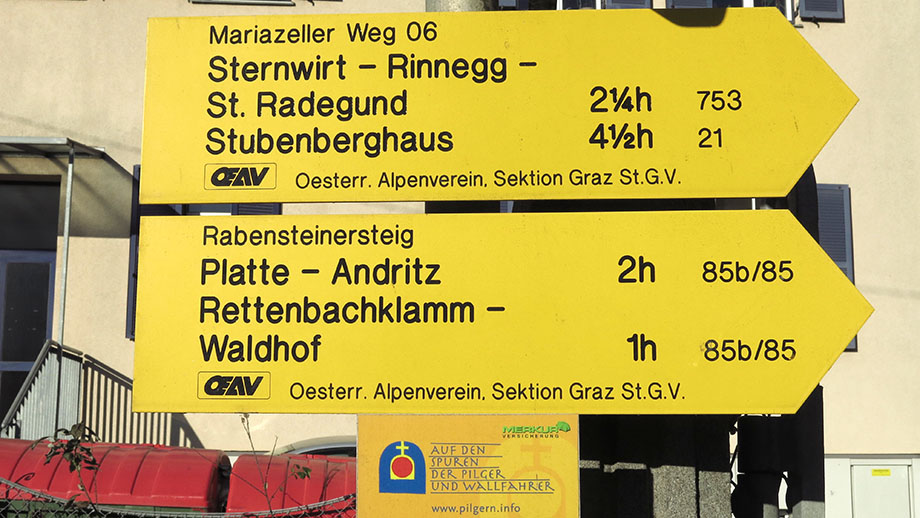 Mariazeller Weg 06
Sternwirt – Rinnegg –
St. Radegund 2¼h 753
Stubenberghaus 4½h 21
OEAV Oesterr. Alpenverein, Sektion Graz St.G.V.
Rabensteinersteig
Platte – Andritz 2h 85b/85
Rettenbachklamm –
Waldhof 1h 85b/85
OEAV Oesterr. Alpenverein, Sektion Graz St.G.V.
MERKUR
VERSICHERUNG
AUF DEN
SPUREN
DER PILGER
UND WALLFAHRER
www.pilgern.info